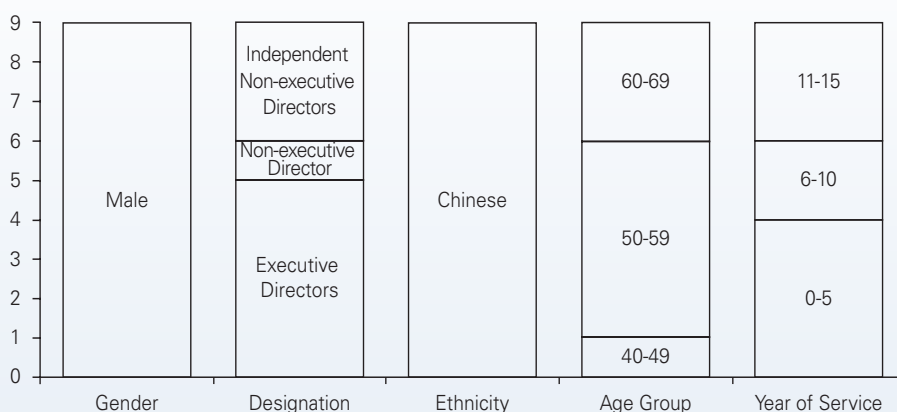 9
8
7
6
5
4
3
2
1
0
Male
Independent
Non-executive
Directors
Non-executive
Director
Executive
Directors
Chinese
60-69
50-59
40-49
11-15
6-10
0-5
Gender
Designation
Ethnicity
Age Group
Year of Service